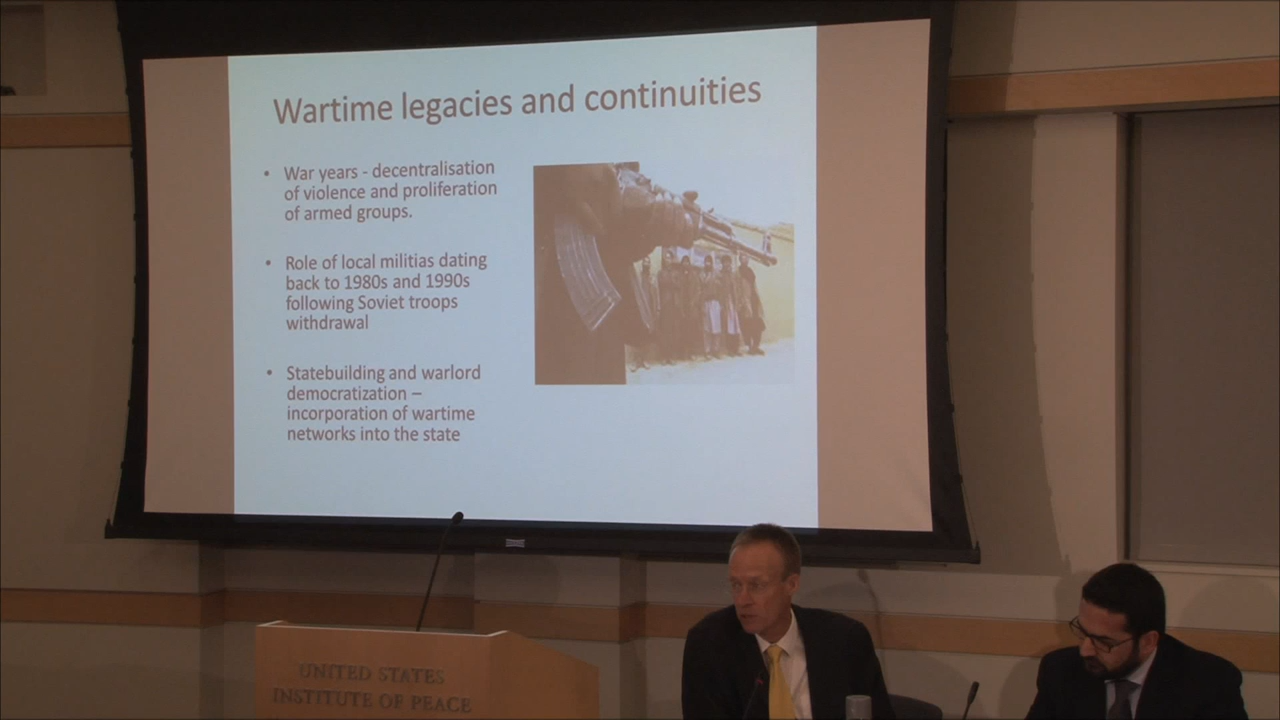 Wartime legacies and continuities
• War years - decentralisation
of violence and proliferation
of armed groups.
• Role of local militias dating
back to 1980s and 1990s
following Soviet troops
withdrawal
• Statebuilding and warlord
democratization –
incorporation of wartime
networks into the state
UNITED STATES
INSTITUTE OF PEACE